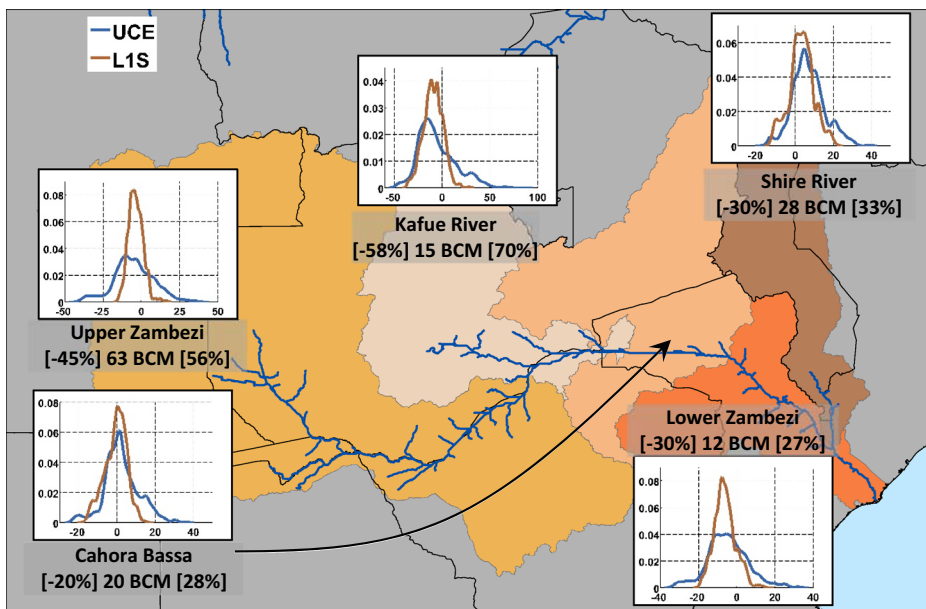 UCE
L1S
0.04
0.03
0.02
0.01
0
-50 0 50 100
Kafue River
[-58%] 15 BCM [70%]
0.06
0.04
0.02
0
-20 0 20 40
Shire River
[-30%] 28 BCM [33%]
0.08
0.06
0.04
0.02
0
-50 -25 0 25 50
Upper Zambezi
[-45%] 63 BCM [56%]
0.08
0.04
0
-20 0 20 40
Cahora Bassa
[-20%] 20 BCM [28%]
Lower Zambezi
[-30%] 12 BCM [27%]
0.08
0.06
0.04
0.02
0
-40 -20 0 20 40